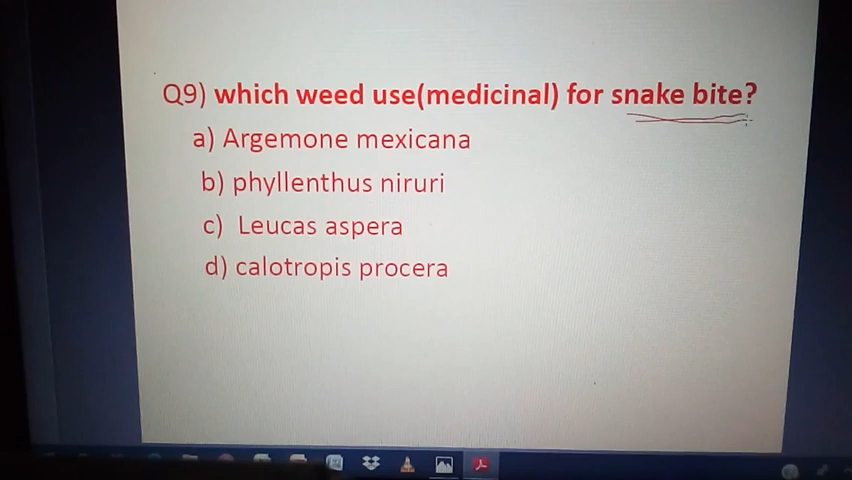 Q9) which weed use(medicinal) for snake bite?
a) Argemone mexicana
b) phyllenthus niruri
c) Leucas aspera
d) calotropis procera